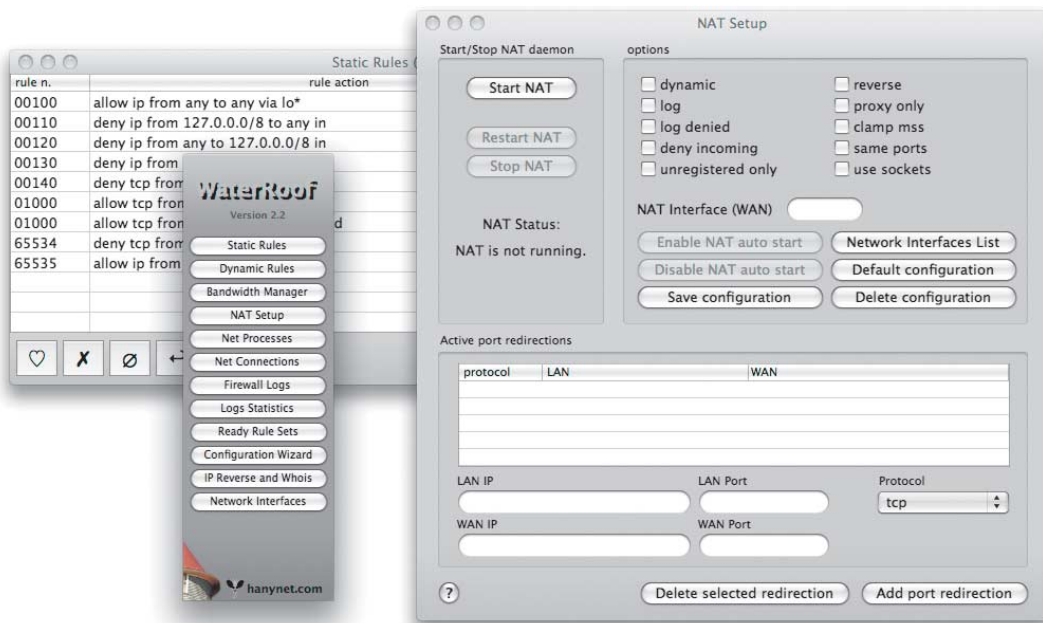 Static Rules (
rule n. rule action
00100 allow ip from any to any via lo*
00110 deny ip from 127.0.0.0/8 to any in
00120 deny ip from any to 127.0.0.0/8 in
00130 deny ip from
00140 deny tcp from
01000 allow tcp from
01000 allow tcp from d
65534 deny tcp from
65535 allow ip from
WaterRoof
Version 2.2
Static Rules
Dynamic Rules
Bandwidth Manager
NAT Setup
Net Processes
Net Connections
Firewall Logs
Logs Statistics
Ready Rule Sets
Configuration Wizard
IP Reverse and Whois
Network Interfaces
hanynet.com
NAT Setup
Start/Stop NAT daemon
Start NAT
Restart NAT
Stop NAT
NAT Status:
NAT is not running.
options
dynamic reverse
log proxy only
log denied clamp mss
deny incoming same ports
unregistered only use sockets
NAT Interface (WAN)
Enable NAT auto start Network Interfaces List
Disable NAT auto start Default configuration
Save configuration Delete configuration
Active port redirections
protocol LAN WAN
LAN IP LAN Port Protocol
tcp
WAN IP WAN Port
? Delete selected redirection Add port redirection